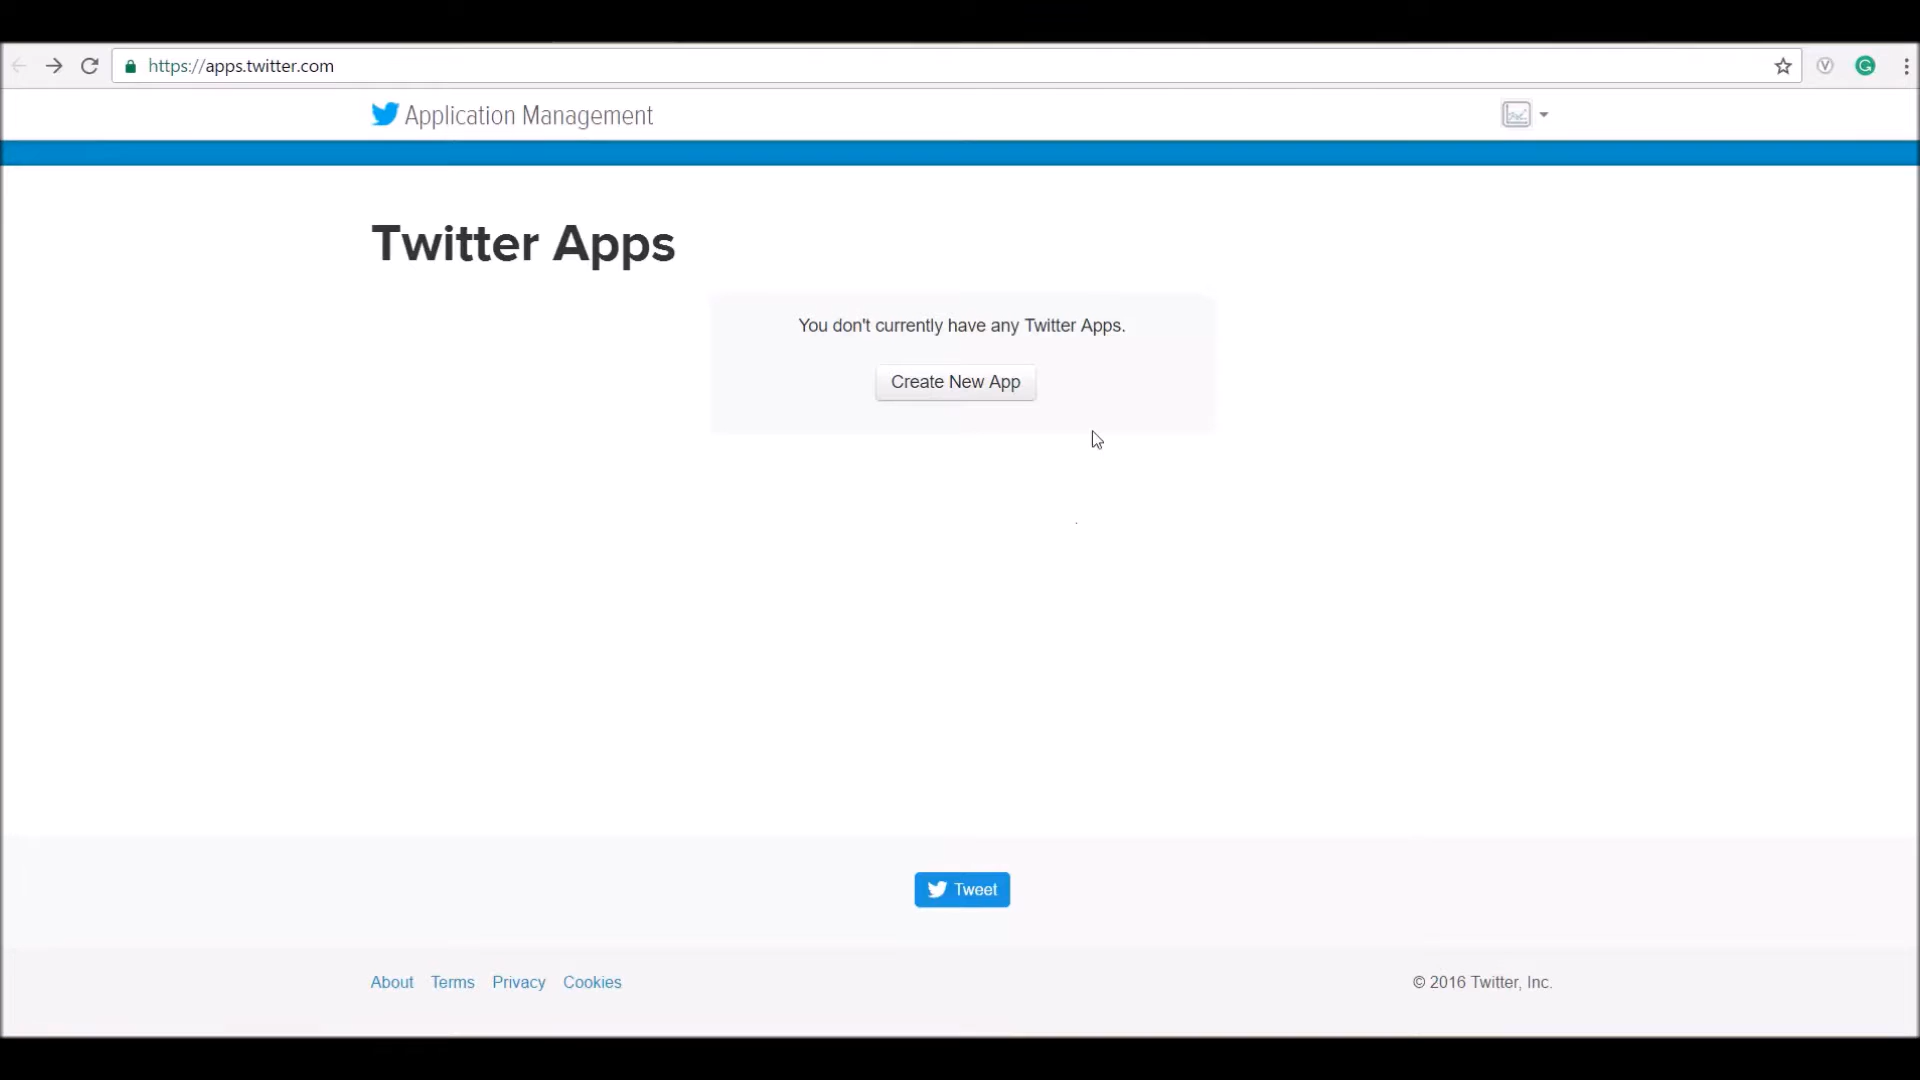 https://apps.twitter.com
Application Management
Twitter Apps
You don't currently have any Twitter Apps.
Create New App
Tweet
About Terms Privacy Cookies
© 2016 Twitter, Inc.